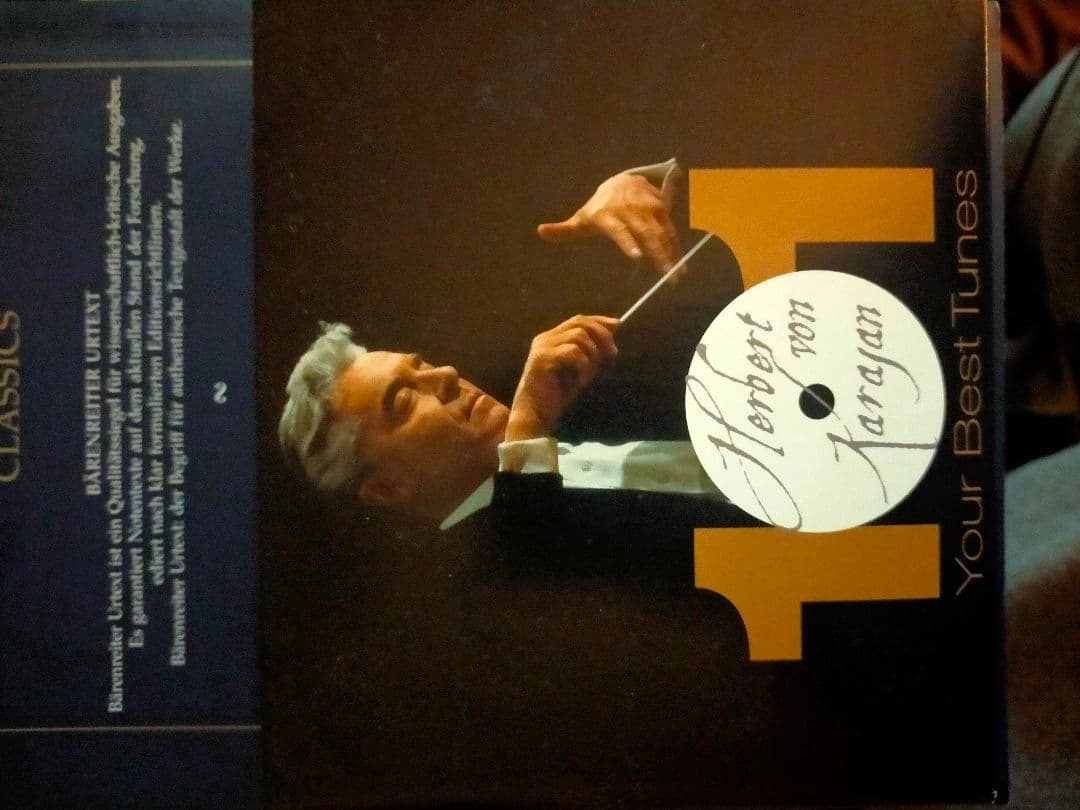 CLASSICS
BÄRENREITER URTEXT
Bärenreiter Urtext ist ein Qualitätssiegel für wissenschaftlich-kritische Ausgaben.
Es garantiert Notentexte auf dem aktuellen Stand der Forschung,
ediert nach klar formulierten Editionsrichtlinien.
Bärenreiter Urtext: der Begriff für authentische Textgestalt der Werke.
2
101
Herbert
von
Karajan
Your Best Tunes
1